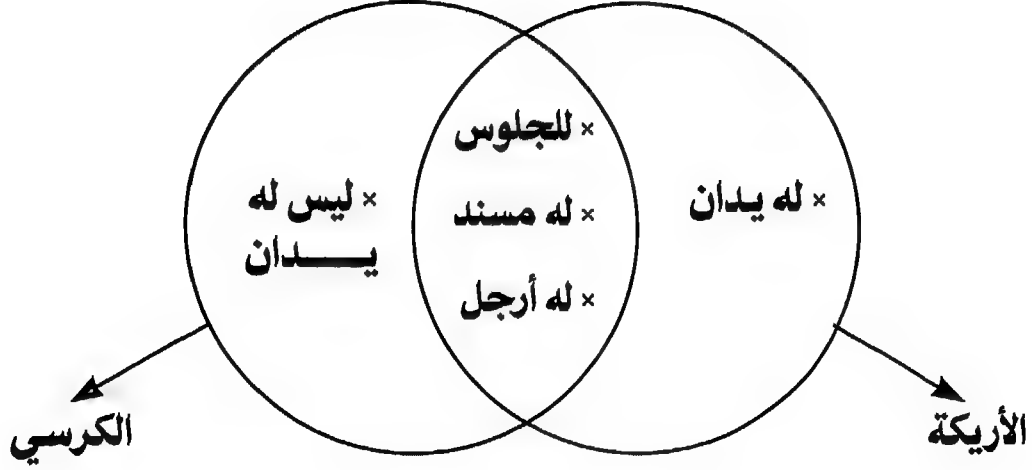 × له يدان
× للجلوس
× له مسند
× له أرجل
× ليس له
يـــدان
الأريكة
الكرسي